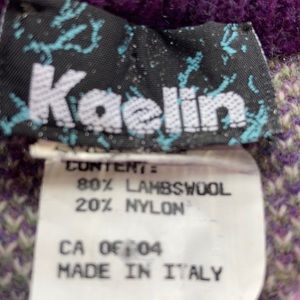 Kaelin
CONTENT:
80% LAMBSWOOL
20% NYLON
CA
MADE IN ITALY